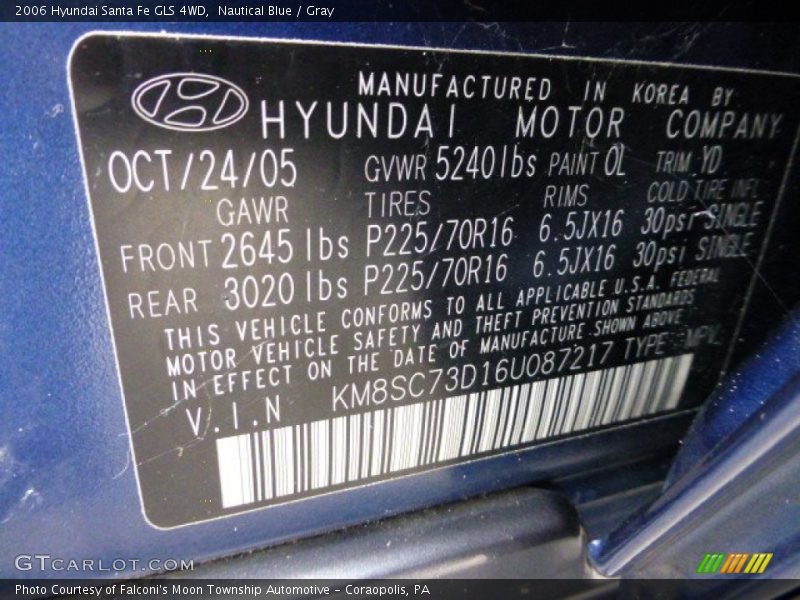 2006 Hyundai Santa Fe GLS 4WD,  Nautical Blue / Gray
MANUFACTURED IN KOREA BY
HYUNDAI MOTOR COMPANY
OCT/24/05 GVWR 5240lbs PAINT OL TRIM YD
GAWR TIRES RIMS COLD TIRE INFL
FRONT 2645 lbs P225/70R16 6.5JX16 30psi SINGLE
REAR 3020 lbs P225/70R16 6.5JX16 30psi SINGLE
THIS VEHICLE CONFORMS TO ALL APPLICABLE U.S.A. FEDERAL
MOTOR VEHICLE SAFETY AND THEFT PREVENTION STANDARDS
IN EFFECT ON THE DATE OF MANUFACTURE SHOWN ABOVE
V.I.N KM8SC73D16U087217 TYPE MPV
GTCARLOT.COM
Photo Courtesy of Falconi's Moon Township Automotive – Coraopolis, PA